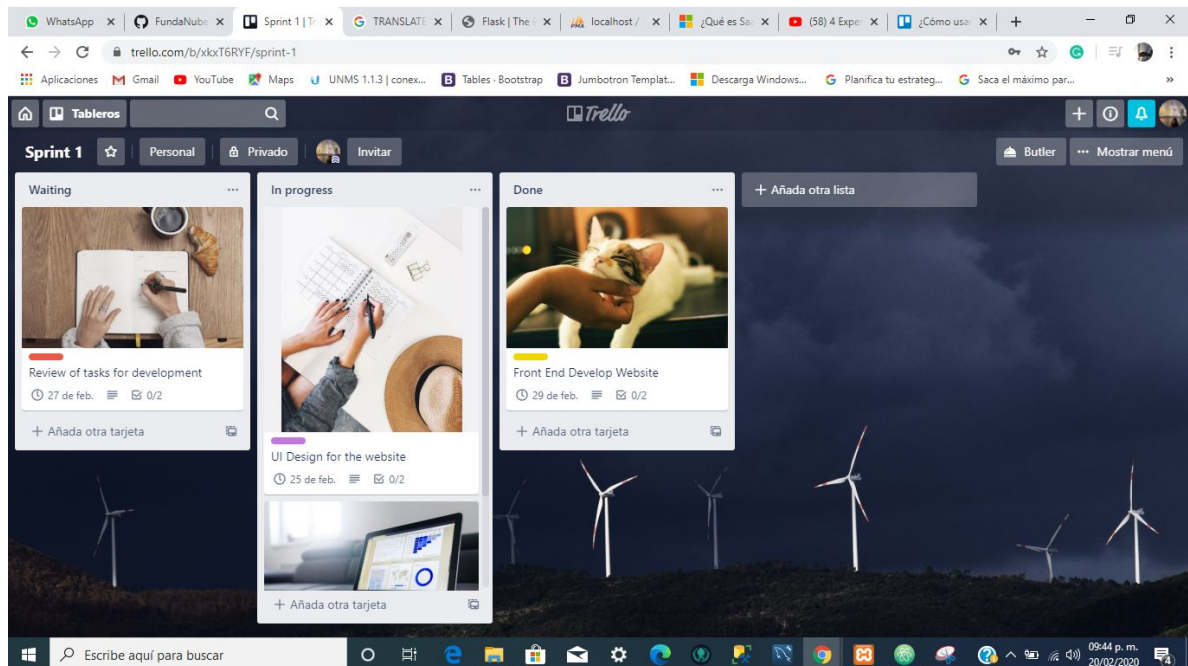 WhatsApp
FundaNube
Sprint 1 | Tr
TRANSLATE
Flask | The
localhost /
¿Qué es Saa
(58) 4 Exper
¿Cómo usar
trello.com/b/xkxT6RYF/sprint-1
Aplicaciones
Gmail
YouTube
Maps
UNMS 1.1.3 | conex...
Tables · Bootstrap
Jumbotron Templat...
Descarga Windows...
Planifica tu estrateg...
Saca el máximo par...
Tableros
Trello
Sprint 1
Personal
Privado
Invitar
Butler
Mostrar menú
Waiting
Review of tasks for development
27 de feb.
0/2
+ Añada otra tarjeta
In progress
UI Design for the website
25 de feb.
0/2
+ Añada otra tarjeta
Done
Front End Develop Website
29 de feb.
0/2
+ Añada otra tarjeta
+ Añada otra lista
Escribe aquí para buscar
09:44 p. m.
20/02/2020
4